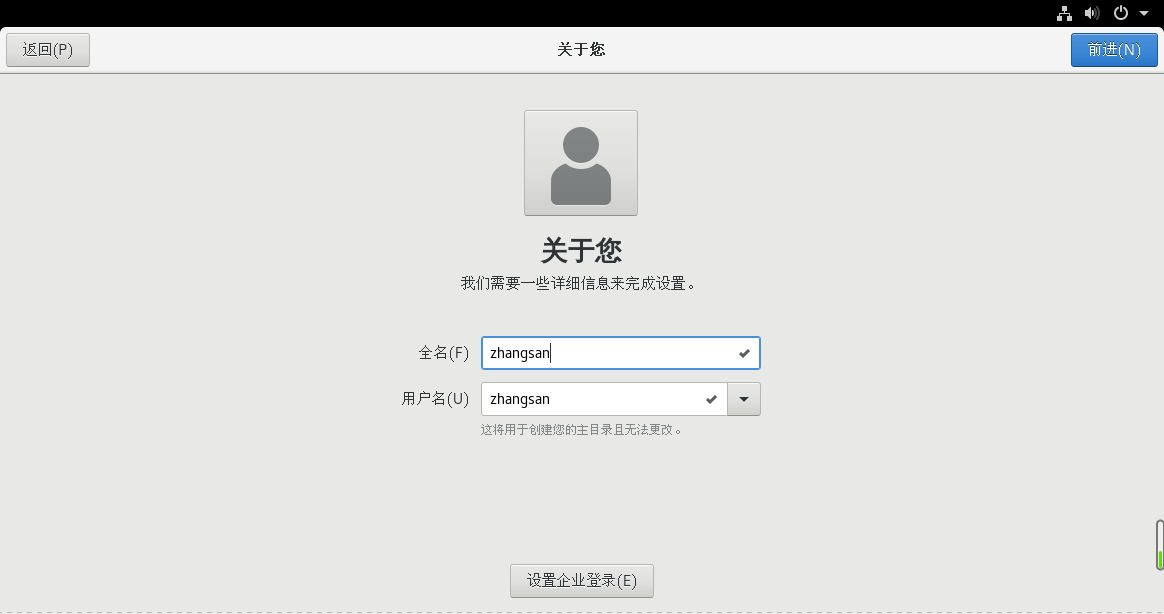 返回(P)
关于您
前进(N)
关于您
我们需要一些详细信息来完成设置。
全名(F)
zhangsan
用户名(U)
zhangsan
这将用于创建您的主目录且无法更改。
设置企业登录(E)